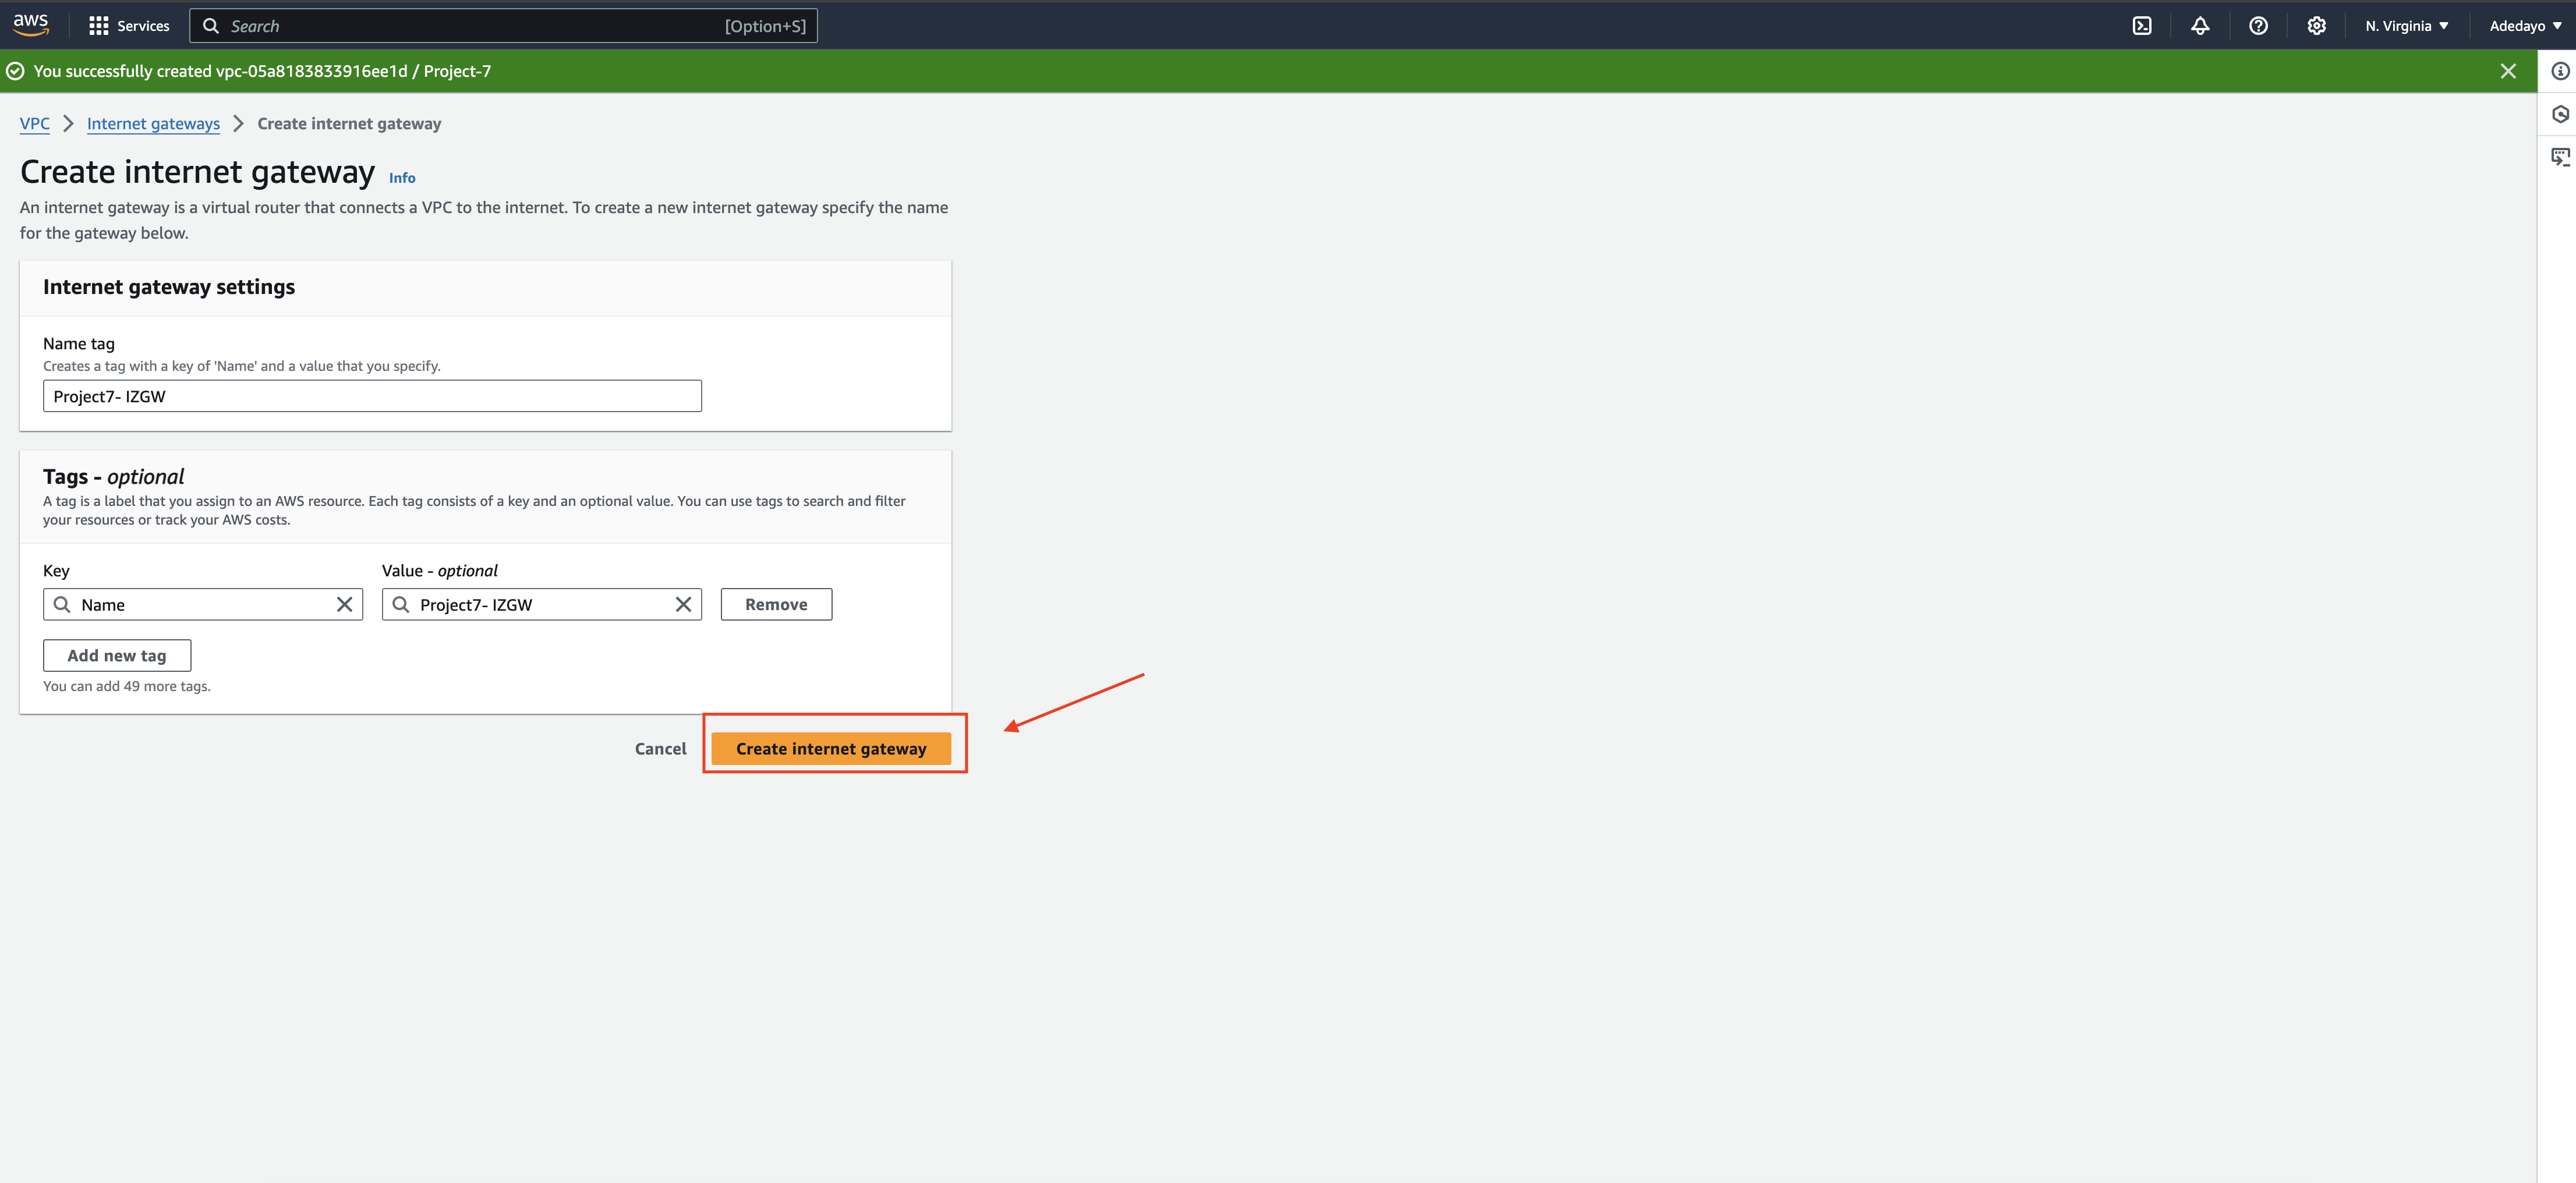 aws Services Search [Option+S] N. Virginia Adedayo
You successfully created vpc-05a8183833916ee1d / Project-7
VPC Internet gateways Create internet gateway
Create internet gateway Info
An internet gateway is a virtual router that connects a VPC to the internet. To create a new internet gateway specify the name
for the gateway below.
Internet gateway settings
Name tag
Creates a tag with a key of 'Name' and a value that you specify.
Project7- IZGW
Tags - optional
A tag is a label that you assign to an AWS resource. Each tag consists of a key and an optional value. You can use tags to search and filter
your resources or track your AWS costs.
Key Value - optional
Name Project7- IZGW Remove
Add new tag
You can add 49 more tags.
Cancel Create internet gateway